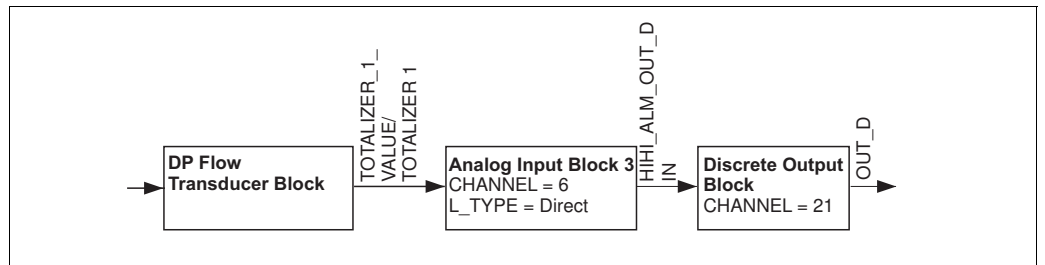 DP Flow
Transducer Block
TOTALIZER_1_
VALUE/
TOTALIZER 1
Analog Input Block 3
CHANNEL = 6
L_TYPE = Direct
HIHI_ALM_OUT_D
IN
Discrete Output
Block
CHANNEL = 21
OUT_D